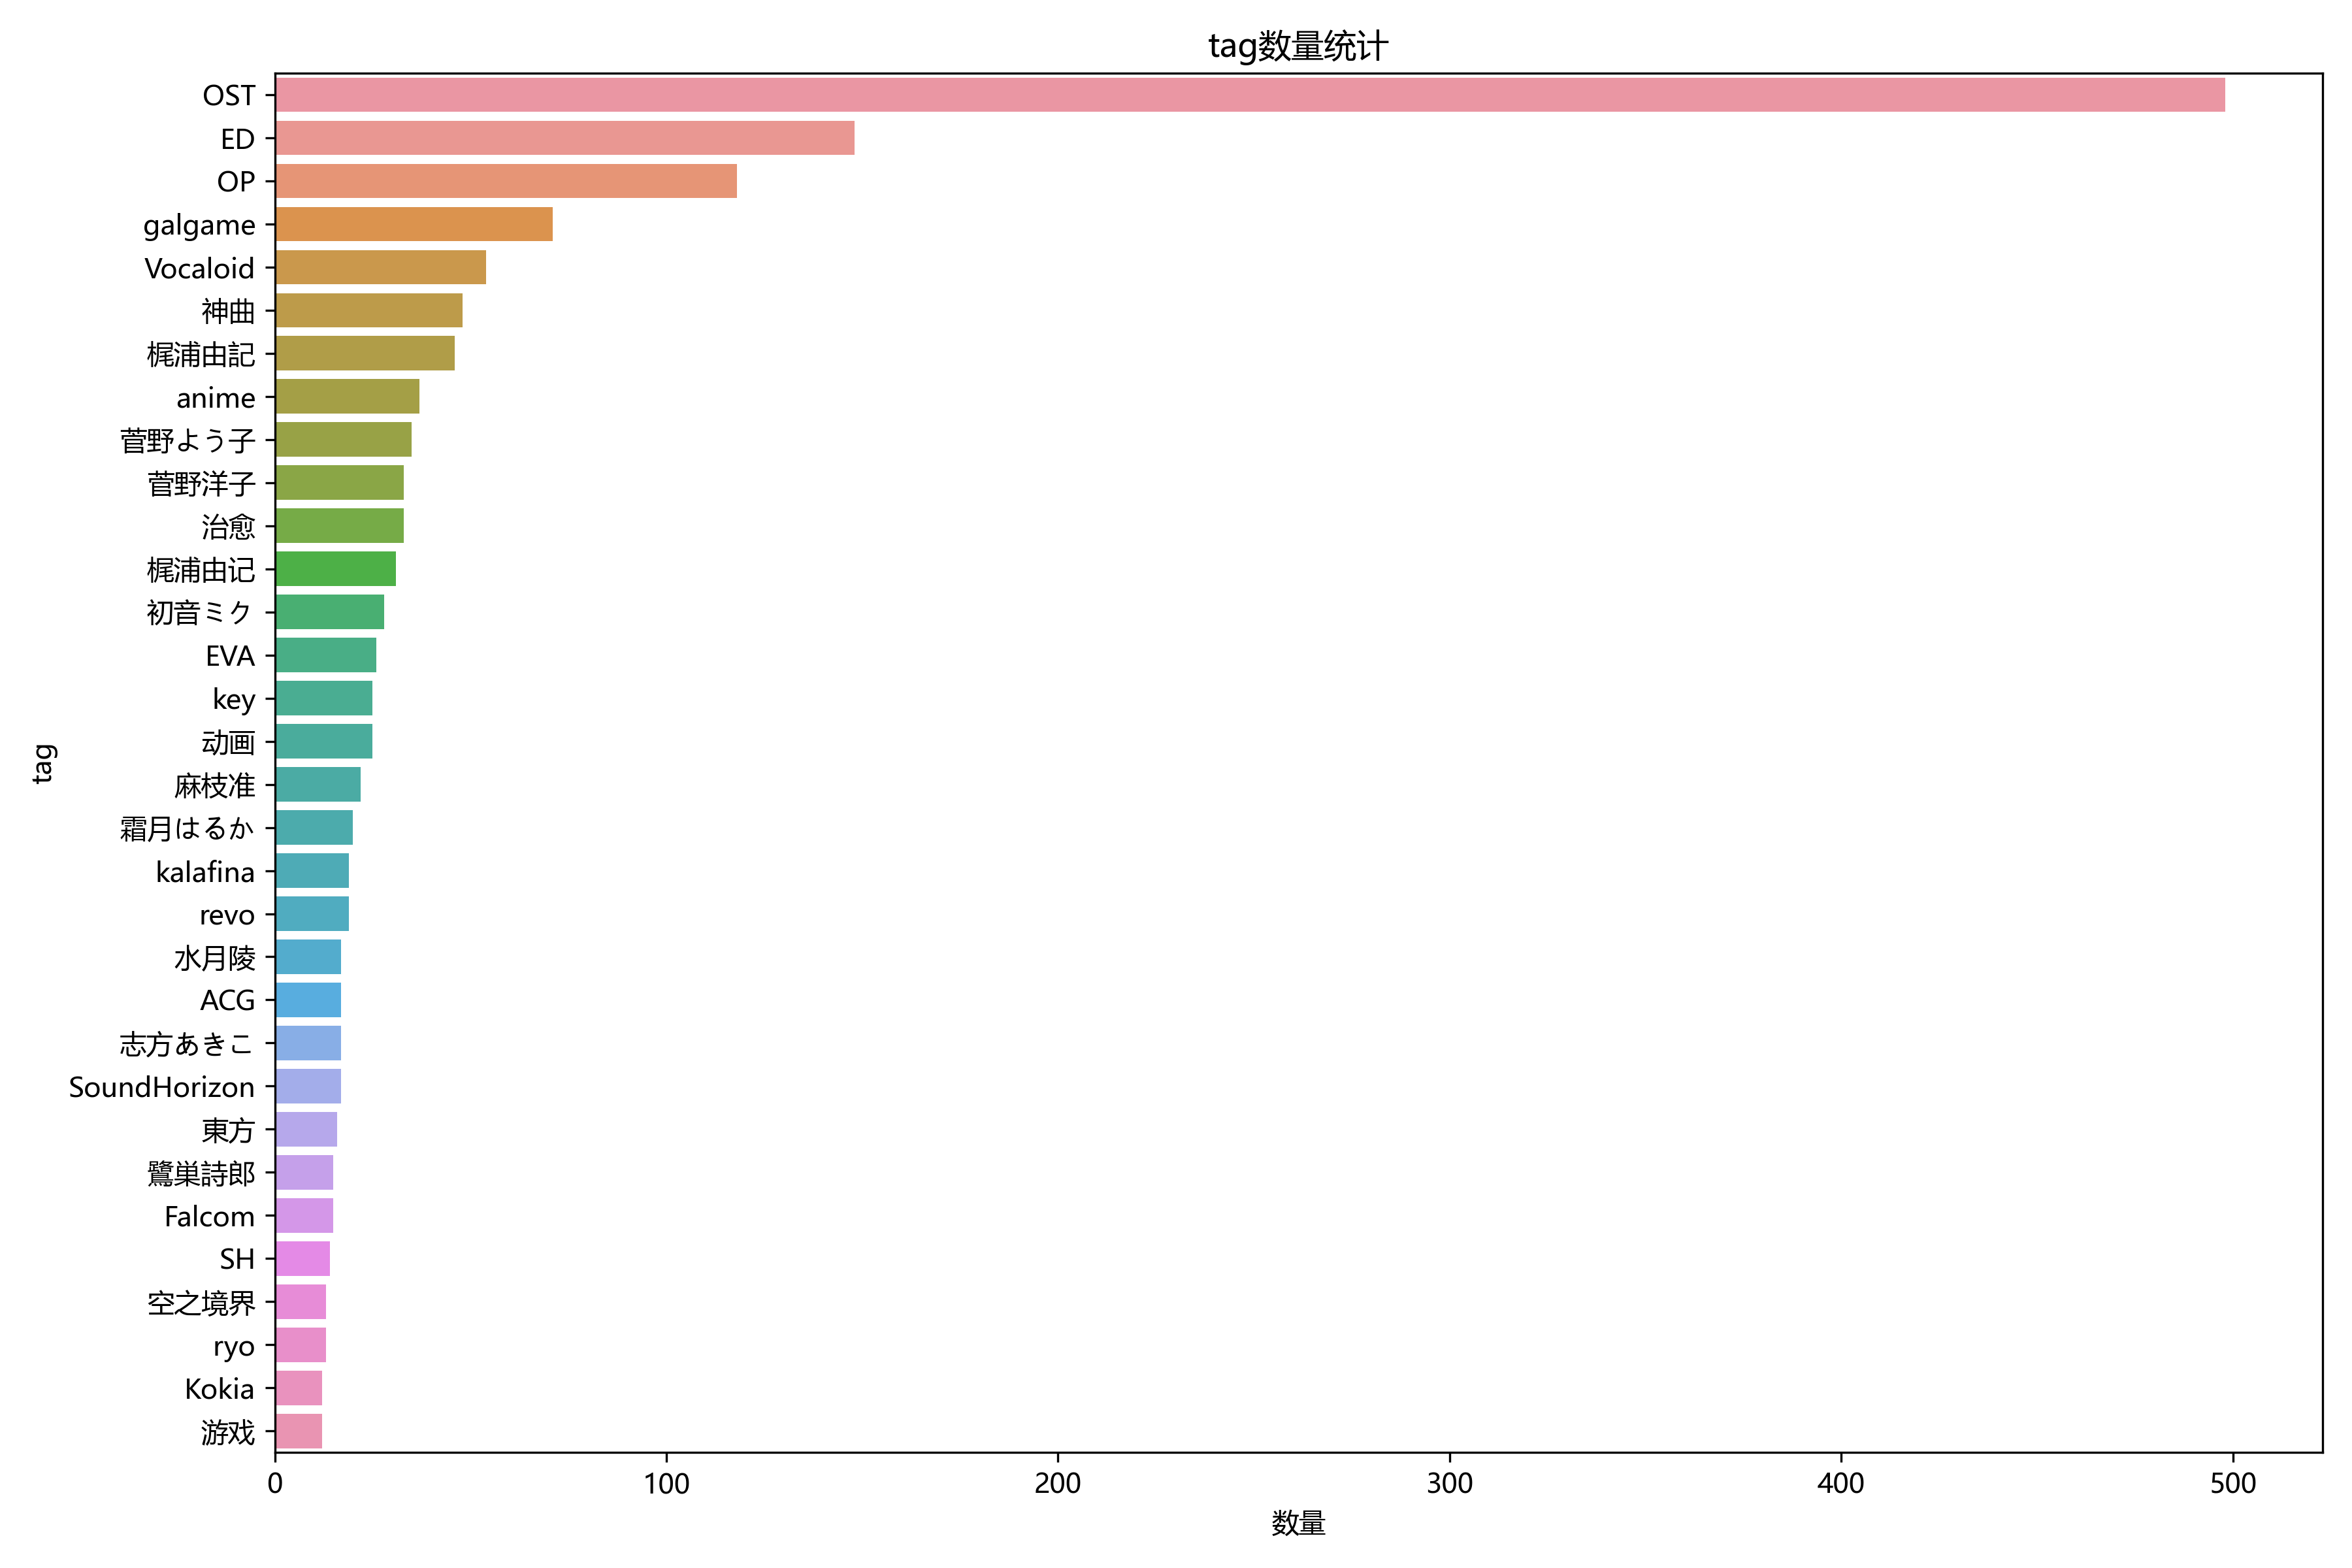 tag数量统计
OST
ED
OP
galgame
Vocaloid
神曲
梶浦由記
anime
菅野よう子
菅野洋子
治愈
梶浦由记
初音ミク
EVA
key
动画
麻枝准
霜月はるか
kalafina
revo
水月陵
ACG
志方あきこ
SoundHorizon
東方
鷺巣詩郎
Falcom
SH
空之境界
ryo
Kokia
游戏
tag
0 100 200 300 400 500
数量